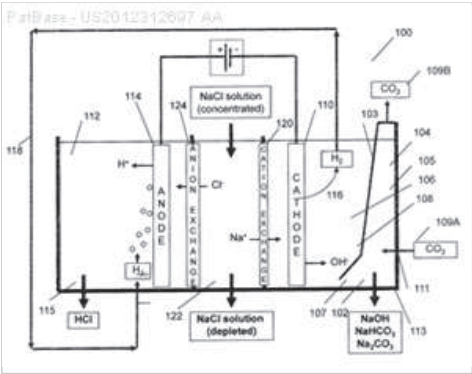 PatBase - US2012312697 AA
100
109B
CO2
114
124
+ -
NaCl solution
(concentrated)
120
110
103
104
105
106
108
109A
CO2
112
118
H+
ANODE
ANION EXCHANGE
Cl-
CATION EXCHANGE
Na+
CATHODE
H2
116
OH-
H2
115
HCl
122
NaCl solution
(depleted)
107
102
111
113
NaOH
NaHCO3
Na2CO3